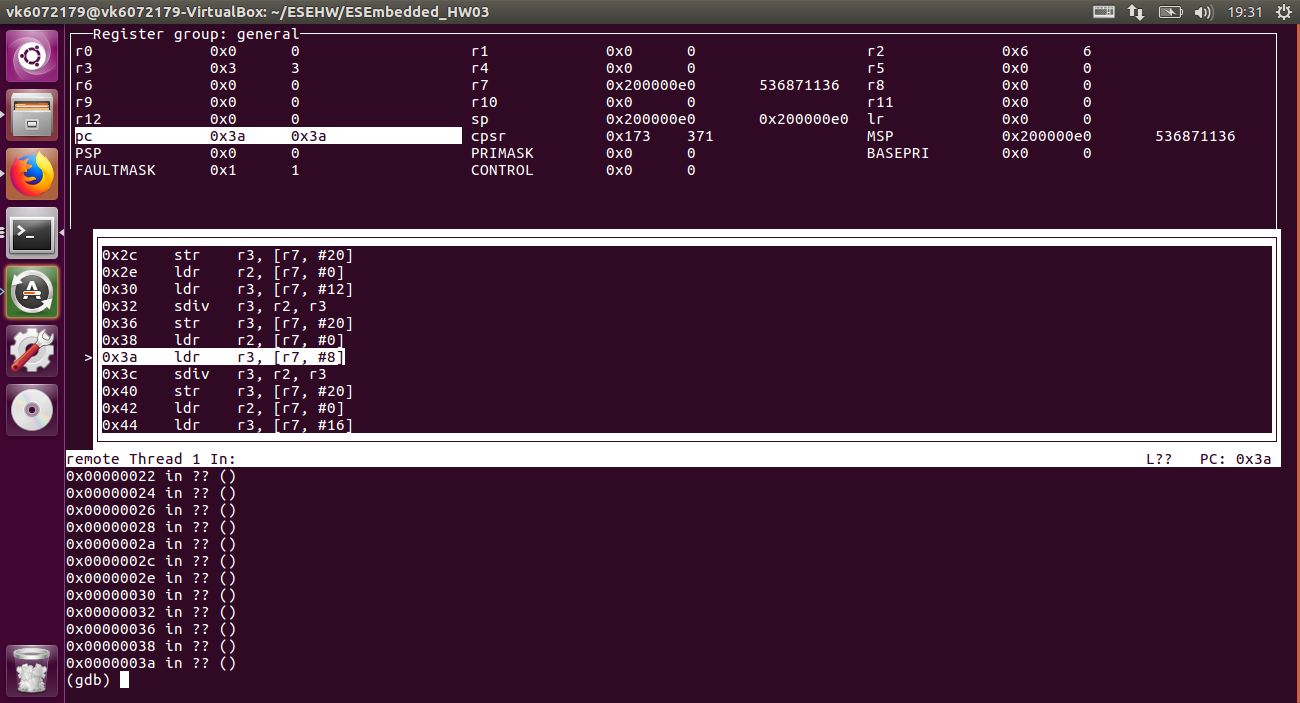 vk6072179@vk6072179-VirtualBox: ~/ESEHW/ESEmbedded_HW03 19:31
Register group: general
r0 0x0 0 r1 0x0 0 r2 0x6 6
r3 0x3 3 r4 0x0 0 r5 0x0 0
r6 0x0 0 r7 0x200000e0 536871136 r8 0x0 0
r9 0x0 0 r10 0x0 0 r11 0x0 0
r12 0x0 0 sp 0x200000e0 0x200000e0 lr 0x0 0
pc 0x3a 0x3a cpsr 0x173 371 MSP 0x200000e0 536871136
PSP 0x0 0 PRIMASK 0x0 0 BASEPRI 0x0 0
FAULTMASK 0x1 1 CONTROL 0x0 0
0x2c str r3, [r7, #20]
0x2e ldr r2, [r7, #0]
0x30 ldr r3, [r7, #12]
0x32 sdiv r3, r2, r3
0x36 str r3, [r7, #20]
0x38 ldr r2, [r7, #0]
>0x3a ldr r3, [r7, #8]
0x3c sdiv r3, r2, r3
0x40 str r3, [r7, #20]
0x42 ldr r2, [r7, #0]
0x44 ldr r3, [r7, #16]
remote Thread 1 In: L?? PC: 0x3a
0x00000022 in ?? ()
0x00000024 in ?? ()
0x00000026 in ?? ()
0x00000028 in ?? ()
0x0000002a in ?? ()
0x0000002c in ?? ()
0x0000002e in ?? ()
0x00000030 in ?? ()
0x00000032 in ?? ()
0x00000036 in ?? ()
0x00000038 in ?? ()
0x0000003a in ?? ()
(gdb)